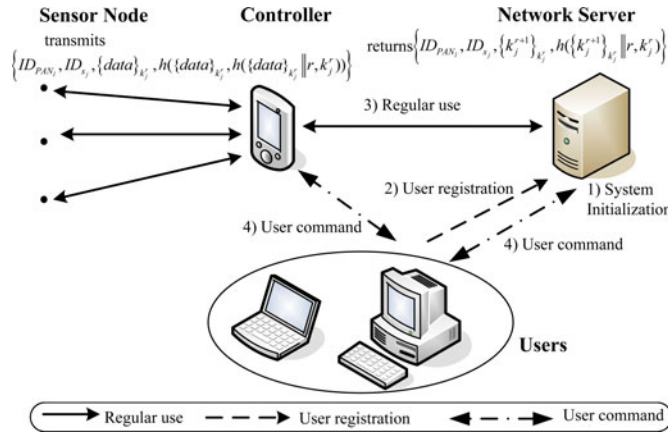 Sensor Node
Controller
Network Server
transmits
{ID_{PAN_i}, ID_{s_j}, {data}_{k_j^r}, h({data}_{k_j^r}, h({data}_{k_j^r} ∥ r, k_j^r))}
returns{ID_{PAN_i}, ID_{s_j}, {k_j^{r+1}}_{k_j^r}, h({k_j^{r+1}}_{k_j^r} ∥ r, k_j^r)}
3) Regular use
2) User registration
1) System
Initialization
4) User command
4) User command
Users
Regular use
User registration
User command